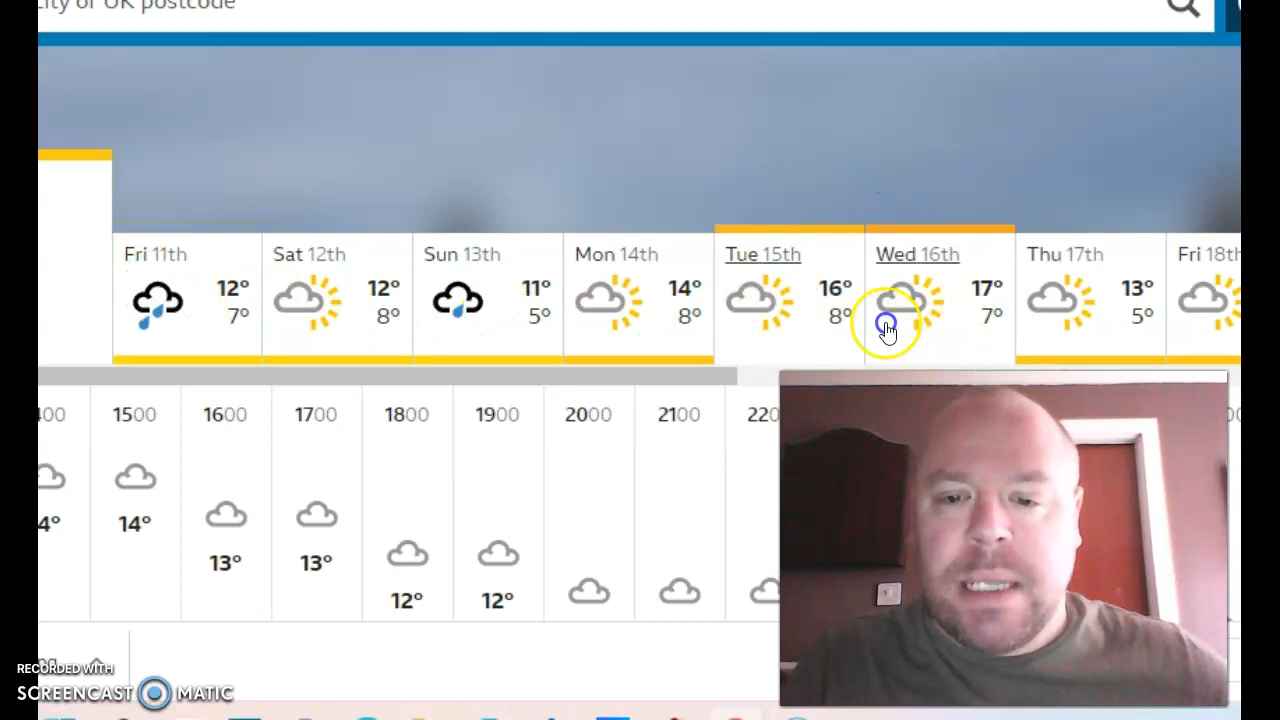 city or UK postcode
Fri 11th
Sat 12th
Sun 13th
Mon 14th
Tue 15th
Wed 16th
Thu 17th
Fri 18th
12° 12° 11° 14° 16° 17° 13°
7° 8° 5° 8° 8° 7° 5°
1500 1600 1700 1800 1900 2000 2100
14° 13° 13° 12° 12°
RECORDED WITH
SCREENCAST MATIC